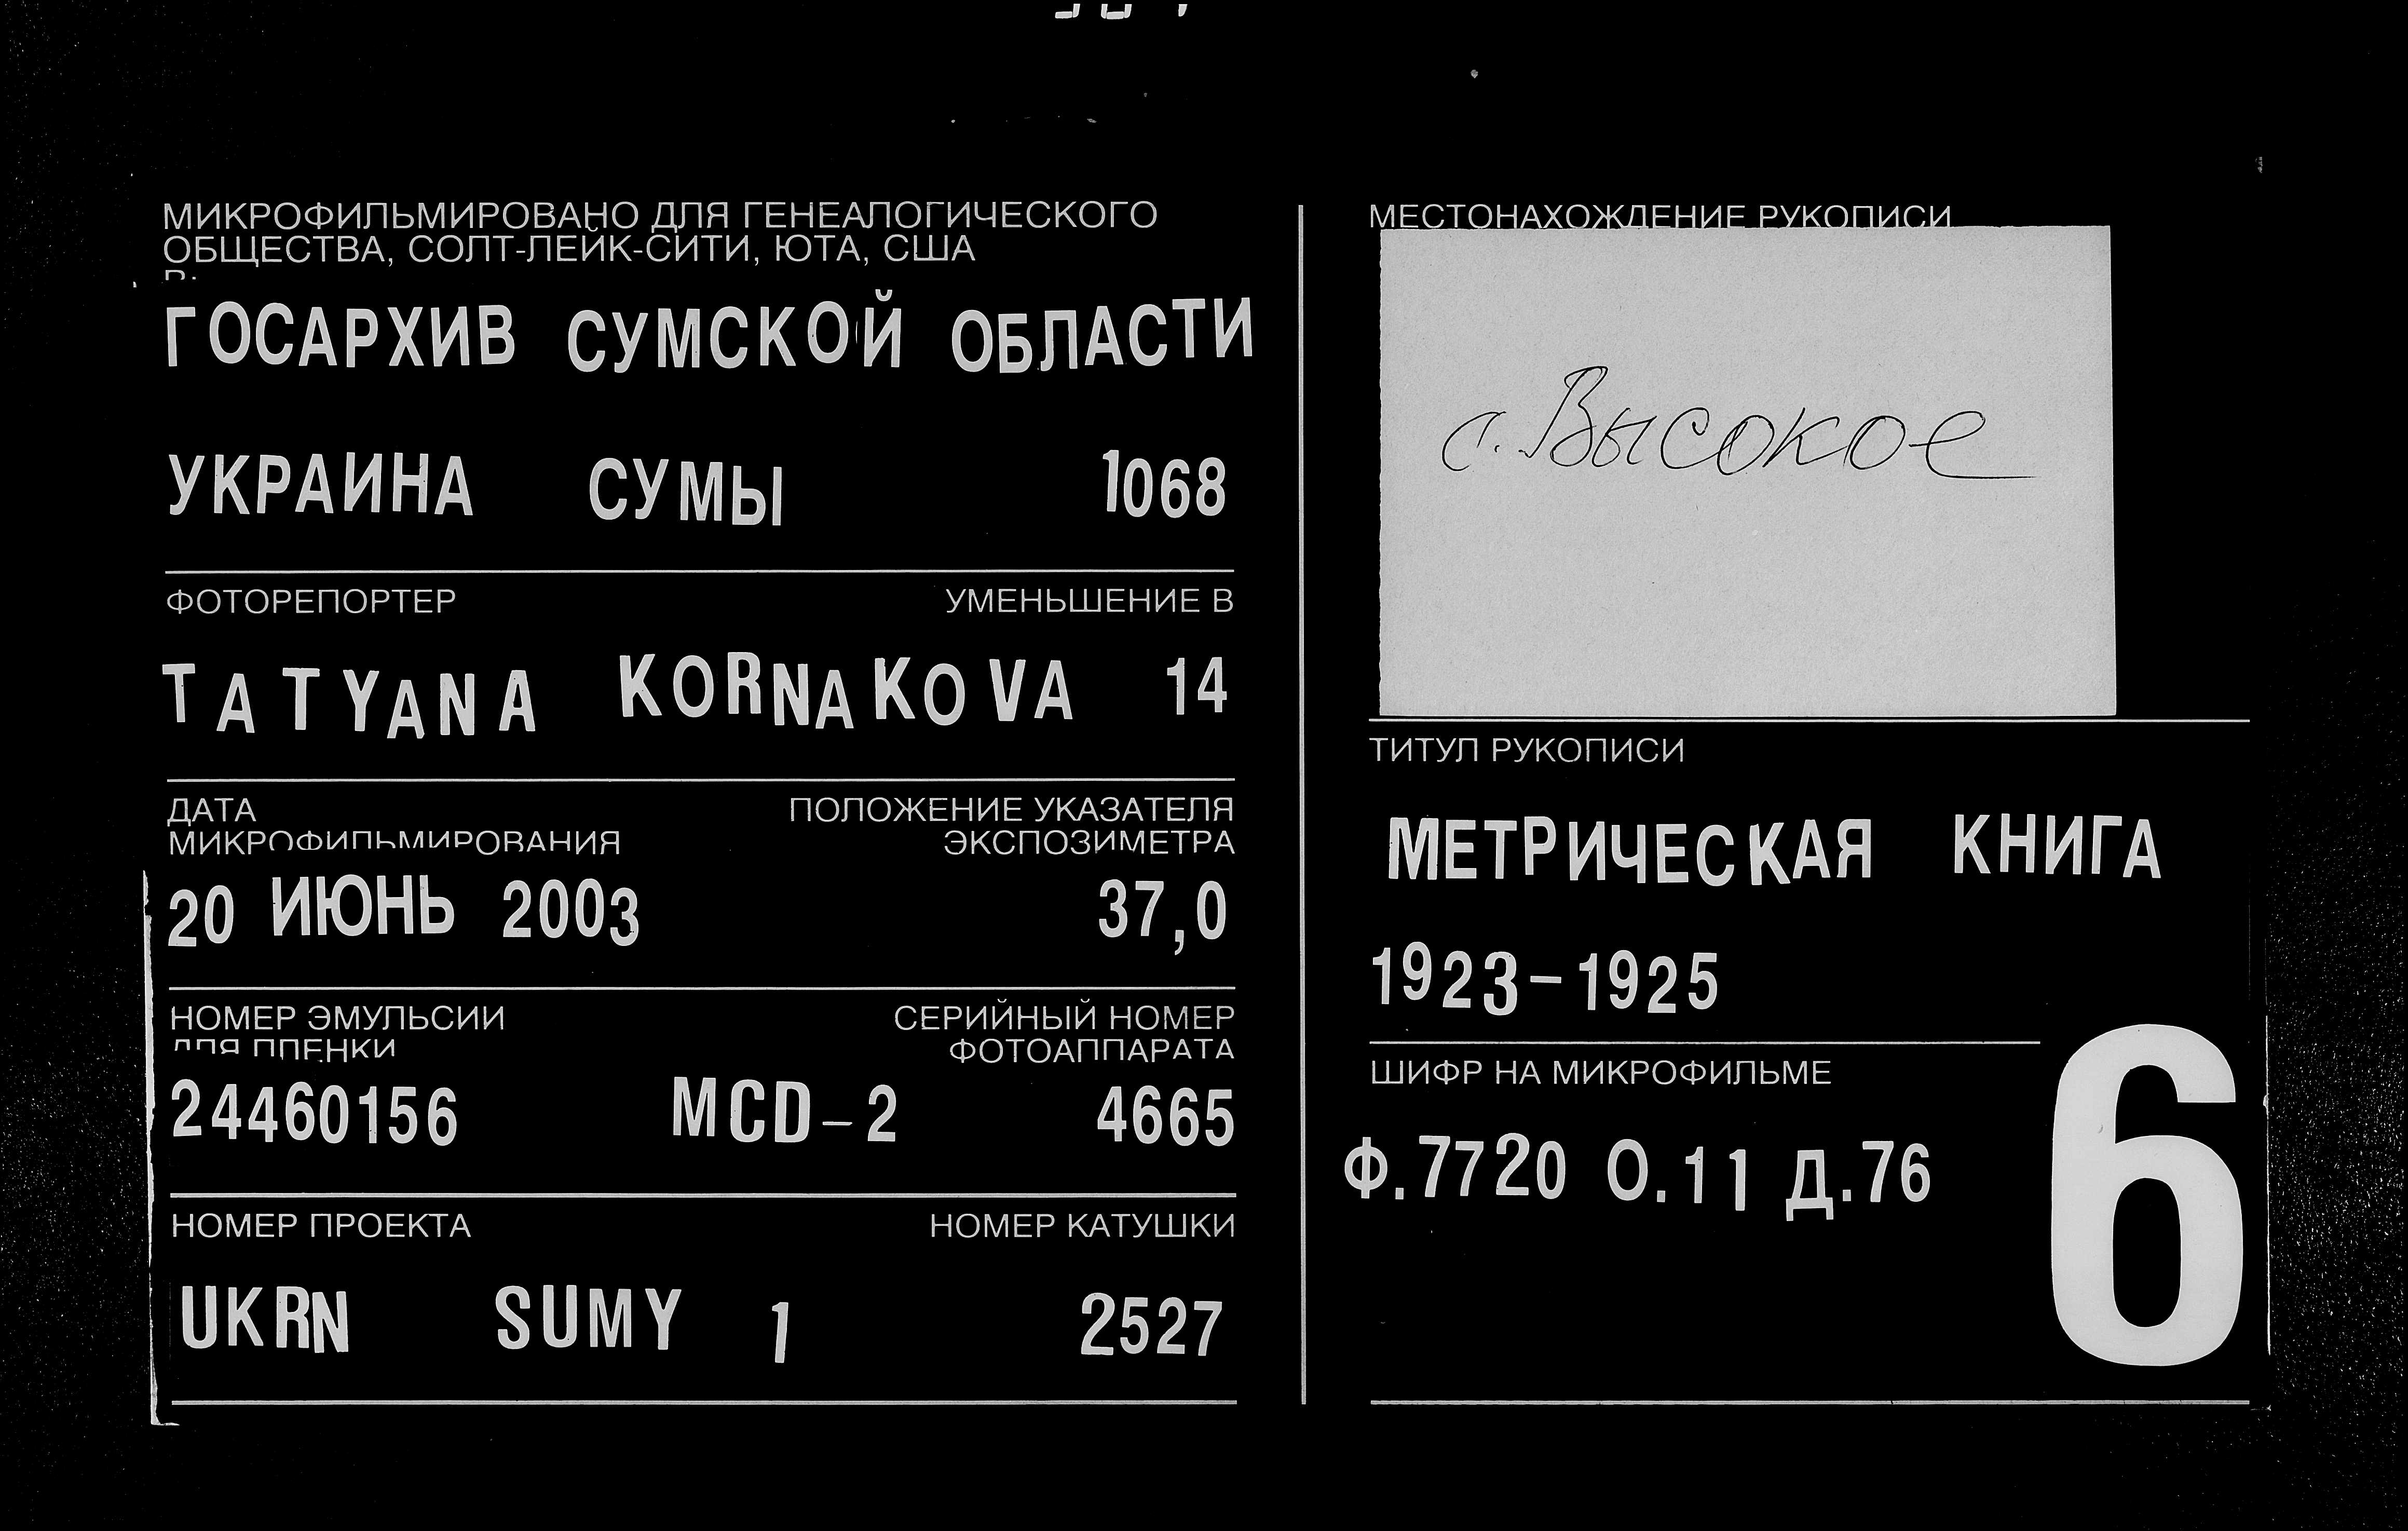 МИКРОФИЛЬМИРОВАНО ДЛЯ ГЕНЕАЛОГИЧЕСКОГО
ОБЩЕСТВА, СОЛТ-ЛЕЙК-СИТИ, ЮТА, США
ГОСАРХИВ СУМСКОЙ ОБЛАСТИ
УКРАИНА СУМЫ 1068
ФОТОРЕПОРТЕР УМЕНЬШЕНИЕ В
TATYANA KORNAKOVA 14
ДАТА ПОЛОЖЕНИЕ УКАЗАТЕЛЯ
МИКРОФИЛЬМИРОВАНИЯ ЭКСПОЗИМЕТРА
20 ИЮНЬ 2003 37,0
НОМЕР ЭМУЛЬСИИ СЕРИЙНЫЙ НОМЕР
ДЛЯ ПЛЕНКИ ФОТОАППАРАТА
24460156 MCD-2 4665
НОМЕР ПРОЕКТА НОМЕР КАТУШКИ
UKRN SUMY 1 2527
МЕСТОНАХОЖДЕНИЕ РУКОПИСИ
с. Высокое
ТИТУЛ РУКОПИСИ
МЕТРИЧЕСКАЯ КНИГА
1923-1925
ШИФР НА МИКРОФИЛЬМЕ
Ф.7720 О.11 Д.76
6